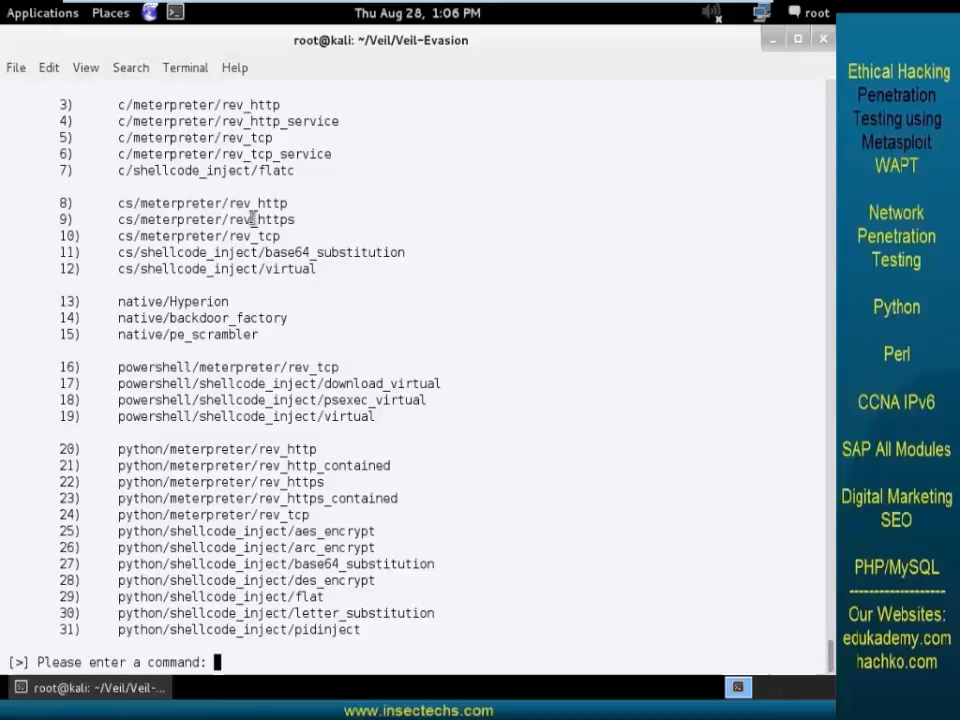 Applications Places Thu Aug 28, 1:06 PM root
root@kali: ~/Veil/Veil-Evasion
File Edit View Search Terminal Help
3) c/meterpreter/rev_http
4) c/meterpreter/rev_http_service
5) c/meterpreter/rev_tcp
6) c/meterpreter/rev_tcp_service
7) c/shellcode_inject/flatc
8) cs/meterpreter/rev_http
9) cs/meterpreter/rev_https
10) cs/meterpreter/rev_tcp
11) cs/shellcode_inject/base64_substitution
12) cs/shellcode_inject/virtual
13) native/Hyperion
14) native/backdoor_factory
15) native/pe_scrambler
16) powershell/meterpreter/rev_tcp
17) powershell/shellcode_inject/download_virtual
18) powershell/shellcode_inject/psexec_virtual
19) powershell/shellcode_inject/virtual
20) python/meterpreter/rev_http
21) python/meterpreter/rev_http_contained
22) python/meterpreter/rev_https
23) python/meterpreter/rev_https_contained
24) python/meterpreter/rev_tcp
25) python/shellcode_inject/aes_encrypt
26) python/shellcode_inject/arc_encrypt
27) python/shellcode_inject/base64_substitution
28) python/shellcode_inject/des_encrypt
29) python/shellcode_inject/flat
30) python/shellcode_inject/letter_substitution
31) python/shellcode_inject/pidinject
[>] Please enter a command:
root@kali: ~/Veil/Veil-...
www.insectechs.com
Ethical Hacking
Penetration
Testing using
Metasploit
WAPT
Network
Penetration
Testing
Python
Perl
CCNA IPv6
SAP All Modules
Digital Marketing
SEO
PHP/MySQL
-------------------
Our Websites:
edukademy.com
hachko.com